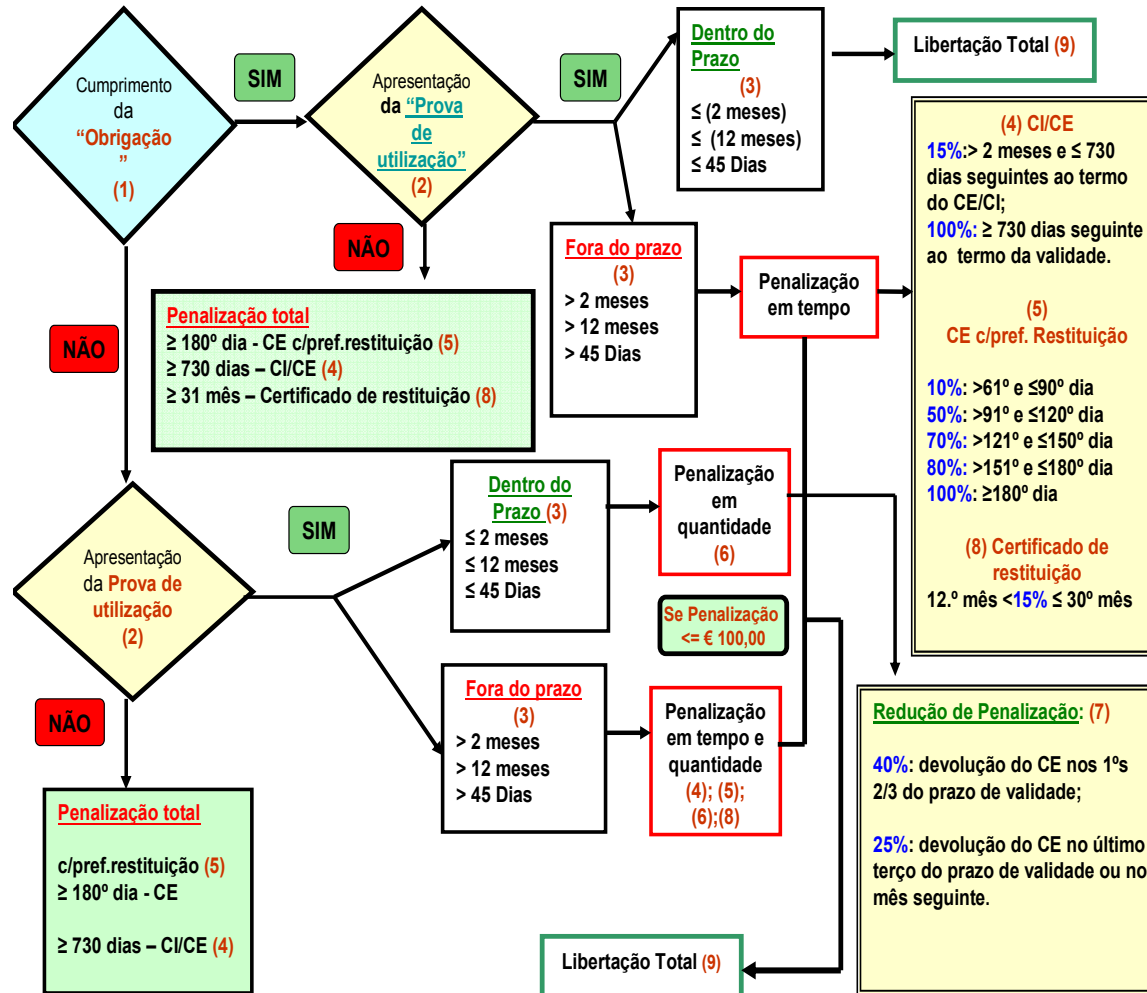 Cumprimento
da
“Obrigação
”
(1)
SIM
Apresentação
da “Prova
de
utilização”
(2)
SIM
Dentro do
Prazo
(3)
≤ (2 meses)
≤ (12 meses)
≤ 45 Dias
Libertação Total (9)
(4) CI/CE
15%:> 2 meses e ≤ 730
dias seguintes ao termo
do CE/CI;
100%: ≥ 730 dias seguinte
ao termo da validade.
(5)
CE c/pref. Restituição
10%: >61º e ≤90º dia
50%: >91º e ≤120º dia
70%: >121º e ≤150º dia
80%: >151º e ≤180º dia
100%: ≥180º dia
(8) Certificado de
restituição
12.º mês <15% ≤ 30º mês
NÃO
Fora do prazo
(3)
> 2 meses
> 12 meses
> 45 Dias
Penalização
em tempo
NÃO
Penalização total
≥ 180º dia - CE c/pref.restituição (5)
≥ 730 dias – CI/CE (4)
≥ 31 mês – Certificado de restituição (8)
Apresentação
da Prova de
utilização
(2)
SIM
Dentro do
Prazo (3)
≤ 2 meses
≤ 12 meses
≤ 45 Dias
Penalização
em
quantidade
(6)
Se Penalização
<= € 100,00
Fora do prazo
(3)
> 2 meses
> 12 meses
> 45 Dias
Penalização
em tempo e
quantidade
(4); (5);
(6);(8)
Redução de Penalização: (7)
40%: devolução do CE nos 1ºs
2/3 do prazo de validade;
25%: devolução do CE no último
terço do prazo de validade ou no
mês seguinte.
NÃO
Penalização total
c/pref.restituição (5)
≥ 180º dia - CE
≥ 730 dias – CI/CE (4)
Libertação Total (9)